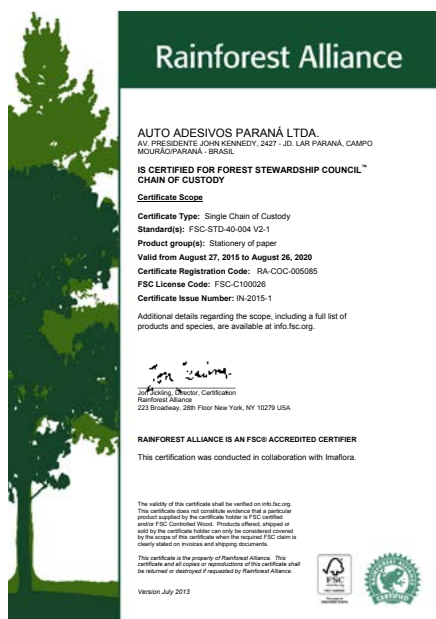 Rainforest Alliance
AUTO ADESIVOS PARANÁ LTDA.
AV. PRESIDENTE JOHN KENNEDY, 2427 - JD. LAR PARANÁ, CAMPO
MOURÃO/PARANÁ - BRASIL
IS CERTIFIED FOR FOREST STEWARDSHIP COUNCIL™
CHAIN OF CUSTODY
Certificate Scope
Certificate Type: Single Chain of Custody
Standard(s): FSC-STD-40-004 V2-1
Product group(s): Stationery of paper
Valid from August 27, 2015 to August 26, 2020
Certificate Registration Code: RA-COC-005085
FSC License Code: FSC-C100026
Certificate Issue Number: IN-2015-1
Additional details regarding the scope, including a full list of
products and species, are available at info.fsc.org.
Jon Jickling, Director, Certification
Rainforest Alliance
223 Broadway, 28th Floor New York, NY 10279 USA
RAINFOREST ALLIANCE IS AN FSC® ACCREDITED CERTIFIER
This certification was conducted in collaboration with Imaflora.
The validity of this certificate shall be verified on info.fsc.org.
This certificate does not constitute evidence that a particular
product supplied by the certificate holder is FSC certified
and/or FSC Controlled Wood. Products offered, shipped or
sold by the certificate holder can only be considered covered
by the scope of this certificate when the required FSC claim is
clearly stated on invoices and shipping documents.
This certificate is the property of Rainforest Alliance. This
certificate and all copies or reproductions of this certificate shall
be returned or destroyed if requested by Rainforest Alliance.
Version July 2013
FSC